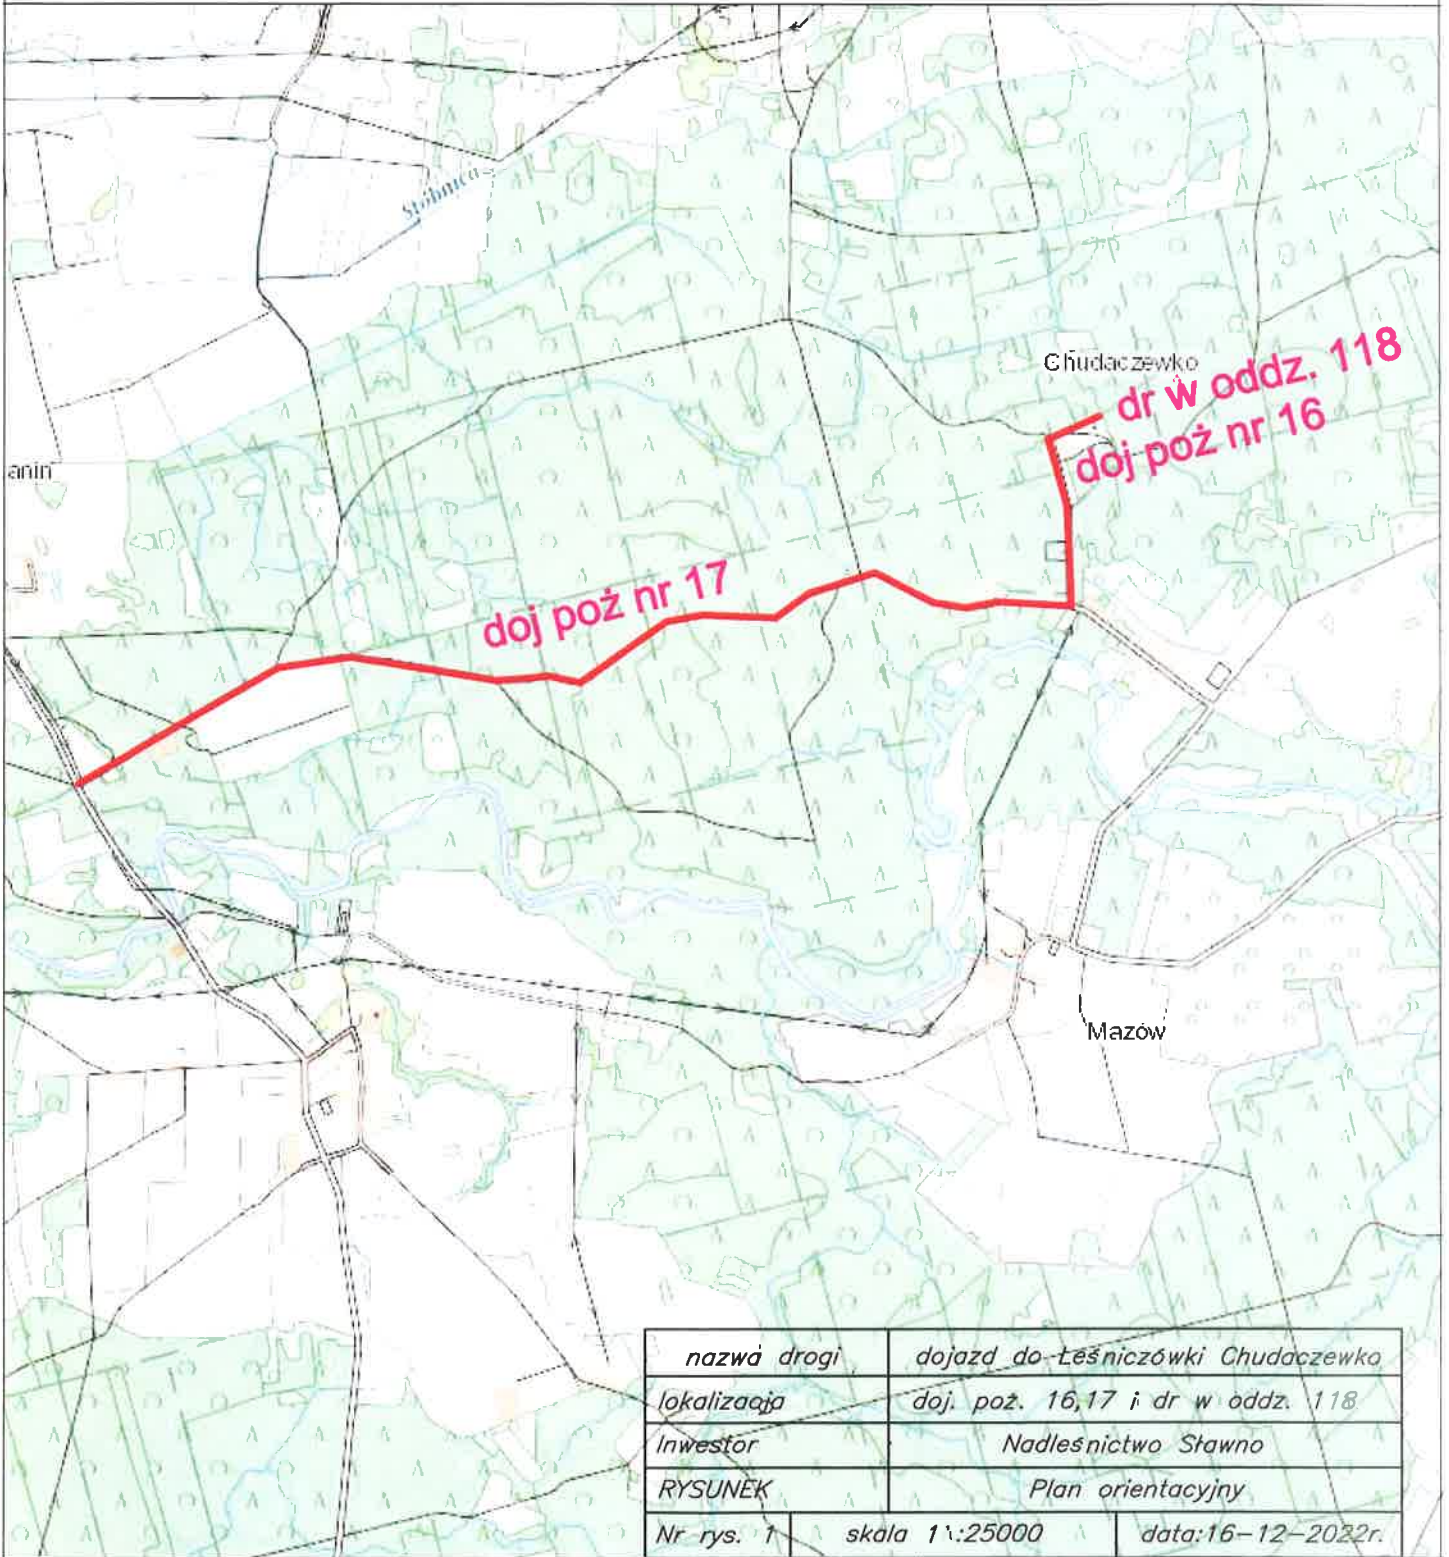 Stobnica
Chudaczewko
dr w oddz. 118
doj poż nr 16
anin
doj poż nr 17
Mazów
nazwa drogi dojazd do Leśniczówki Chudaczewko
lokalizacja doj. poż. 16,17 i dr w oddz. 118
Inwestor Nadleśnictwo Sławno
RYSUNEK Plan orientacyjny
Nr rys. 1 skala 1:25000 data:16-12-2022r.